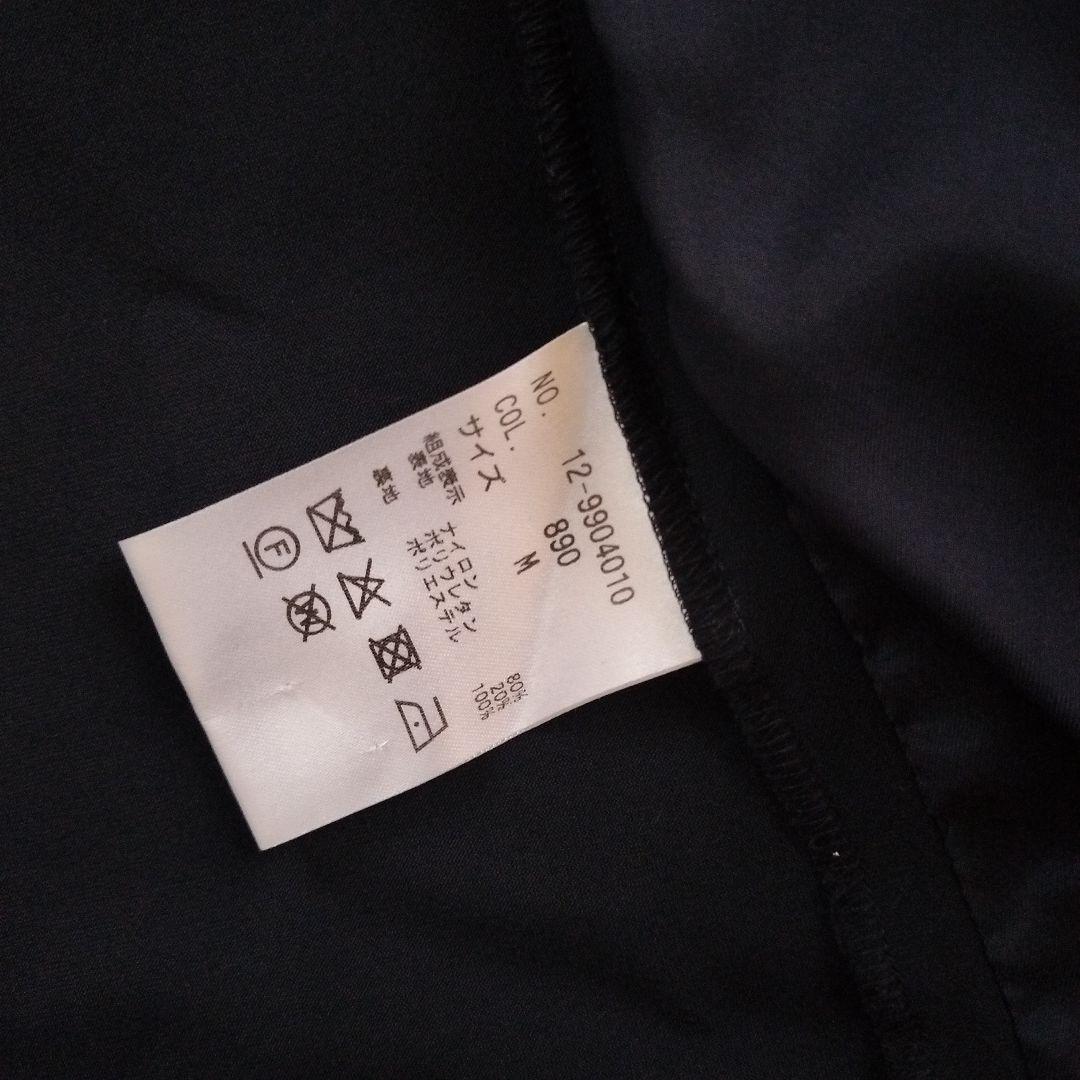 NO. 12-9904010
COL. 890
サイズ M
組成表示
表地 ナイロン 80%
ポリウレタン 20%
裏地 ポリエステル 100%
F W